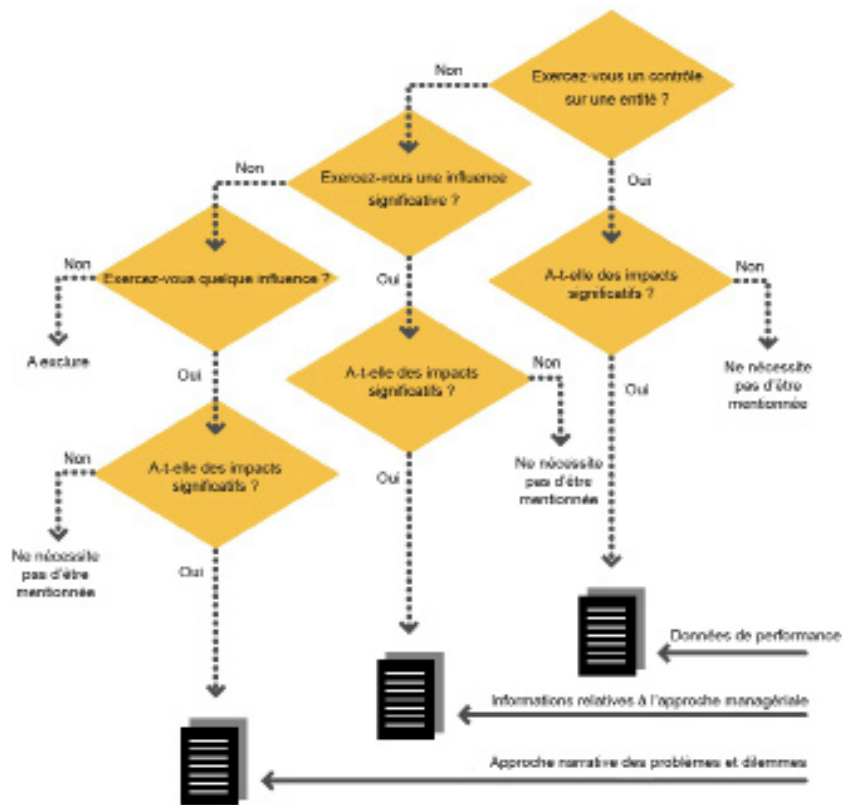 Non
Exercez-vous un contrôle
sur une entité ?
Non
Exercez-vous une influence
significative ?
Oui
Non
Exercez-vous quelque influence ?
Oui
A-t-elle des impacts
significatifs ?
Non
A exclure
Oui
A-t-elle des impacts
significatifs ?
Non
Ne nécessite
pas d'être
mentionnée
Oui
Non
A-t-elle des impacts
significatifs ?
Oui
Ne nécessite
pas d'être
mentionnée
Ne nécessite
pas d'être
mentionnée
Oui
Données de performance
Informations relatives à l'approche managériale
Approche narrative des problèmes et dilemmes